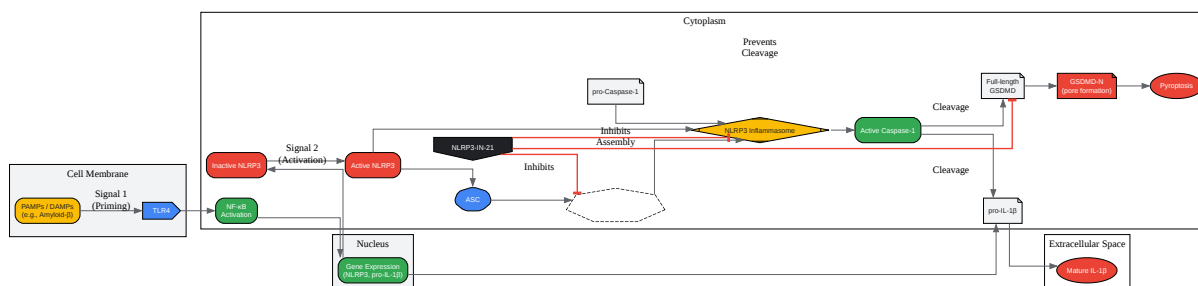 Cytoplasm
Prevents
Cleavage
pro-Caspase-1
Full-length
GSDMD
GSDMD-N
(pore formation)
Pyroptosis
Cleavage
NLRP3 Inflammasome
Active Caspase-1
Inhibits
Assembly
NLRP3-IN-21
Signal 2
(Activation)
Inactive NLRP3
Active NLRP3
Inhibits
Cleavage
Cell Membrane
Signal 1
(Priming)
PAMPs / DAMPs
(e.g., Amyloid-β)
TLR4
NF-κB
Activation
ASC
pro-IL-1β
Nucleus
Gene Expression
(NLRP3, pro-IL-1β)
Extracellular Space
Mature IL-1β